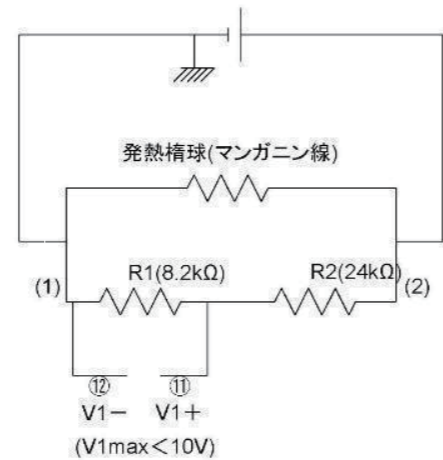 発熱楕球(マンガニン線)
R1(8.2kΩ)
R2(24kΩ)
(1)
(2)
⑫
⑪
V1−
V1+
(V1max<10V)